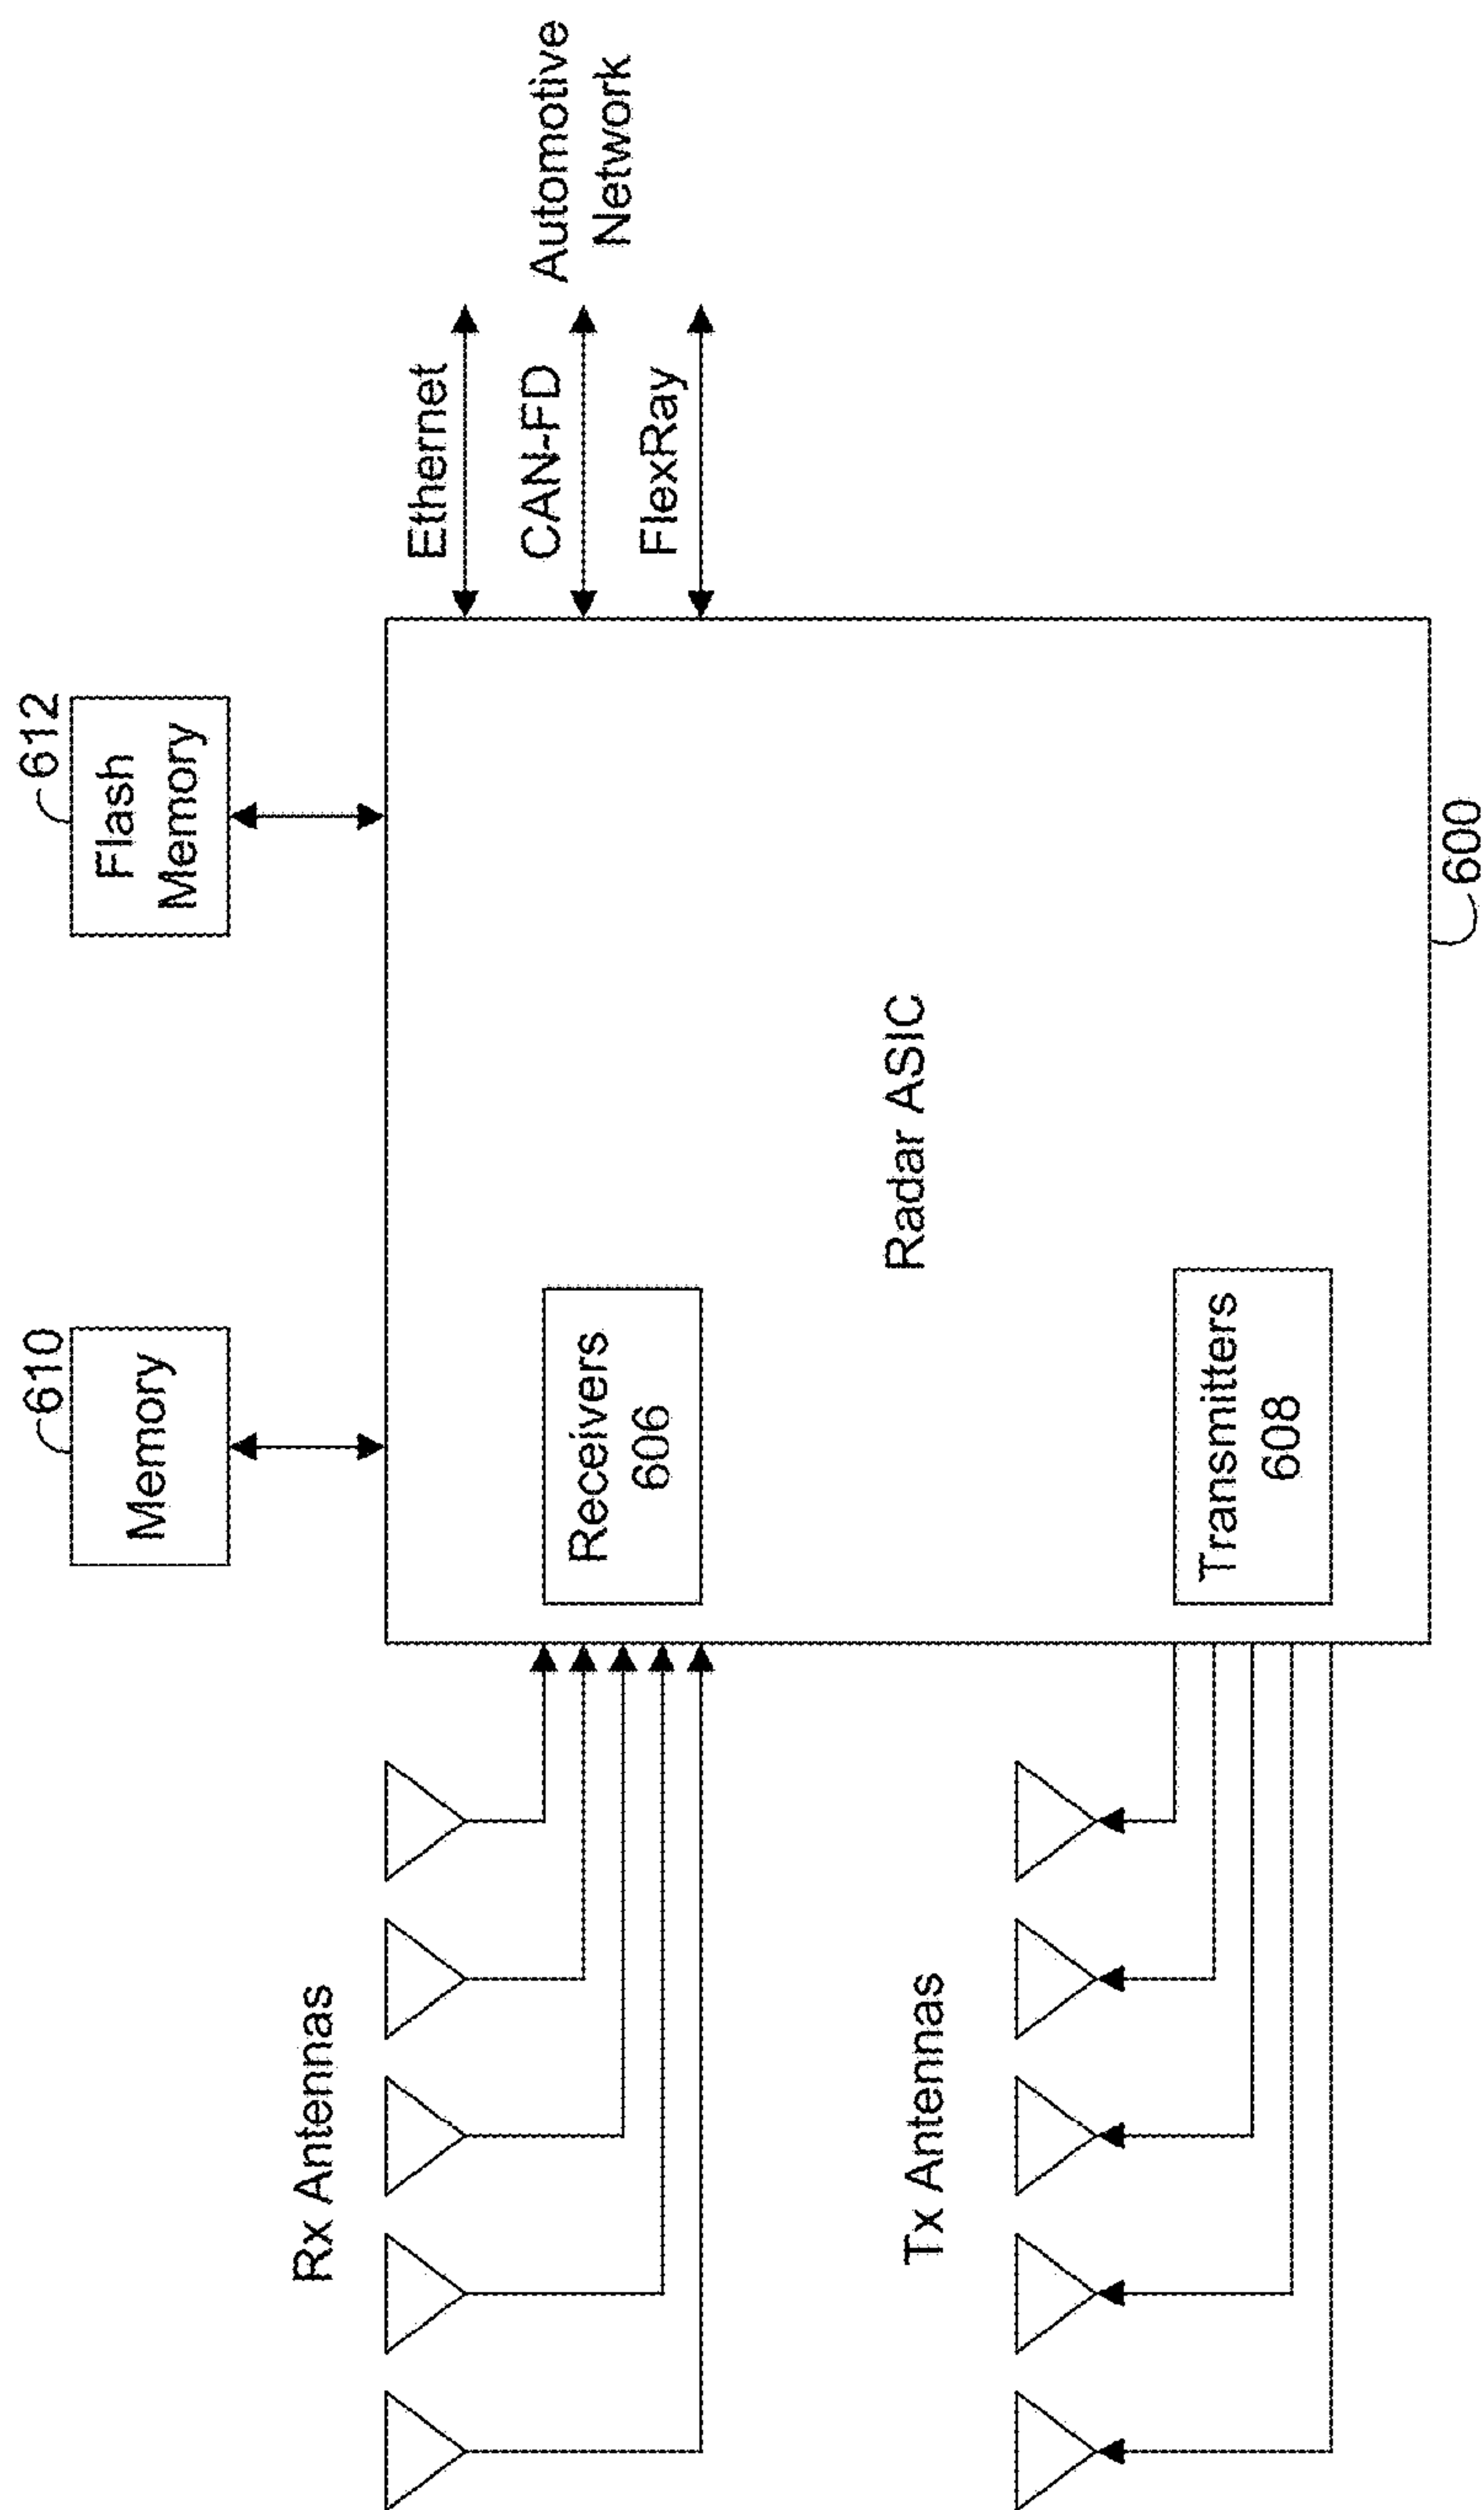 610
Memory
612
Flash
Memory
Rx Antennas
Receivers
606
Ethernet
CAN-FD
FlexRay
Automotive
Network
Radar ASIC
Tx Antennas
Transmitters
608
600